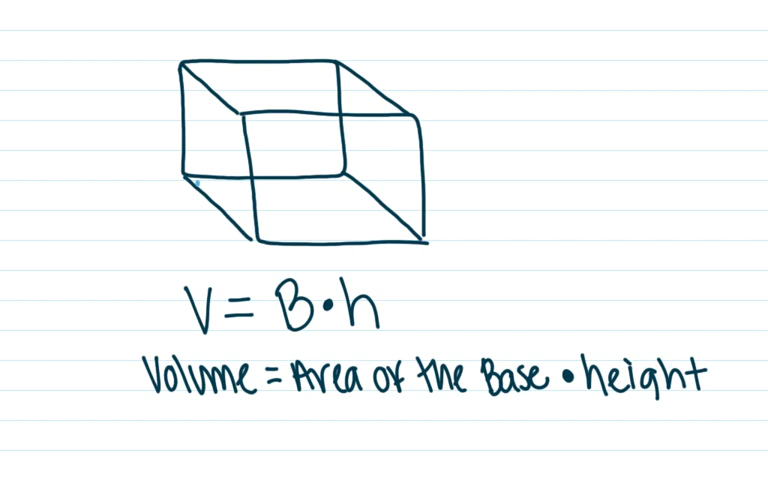 V = B·h
Volume = Area of the Base · height